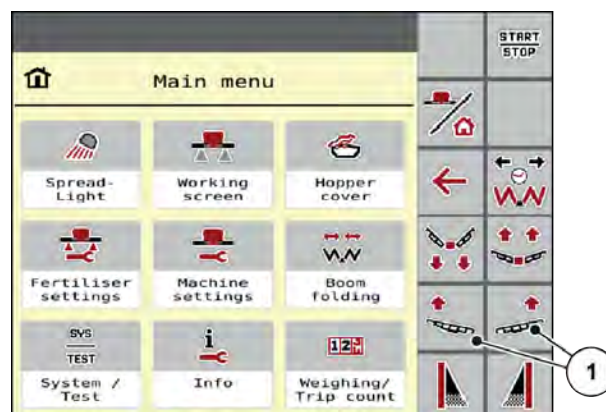 START
STOP
Main menu
Spread-
Light
Working
screen
Hopper
cover
Fertiliser
settings
Machine
settings
Boom
folding
SYS
TEST
System /
Test
i
Info
123
Weighing/
Trip count
1